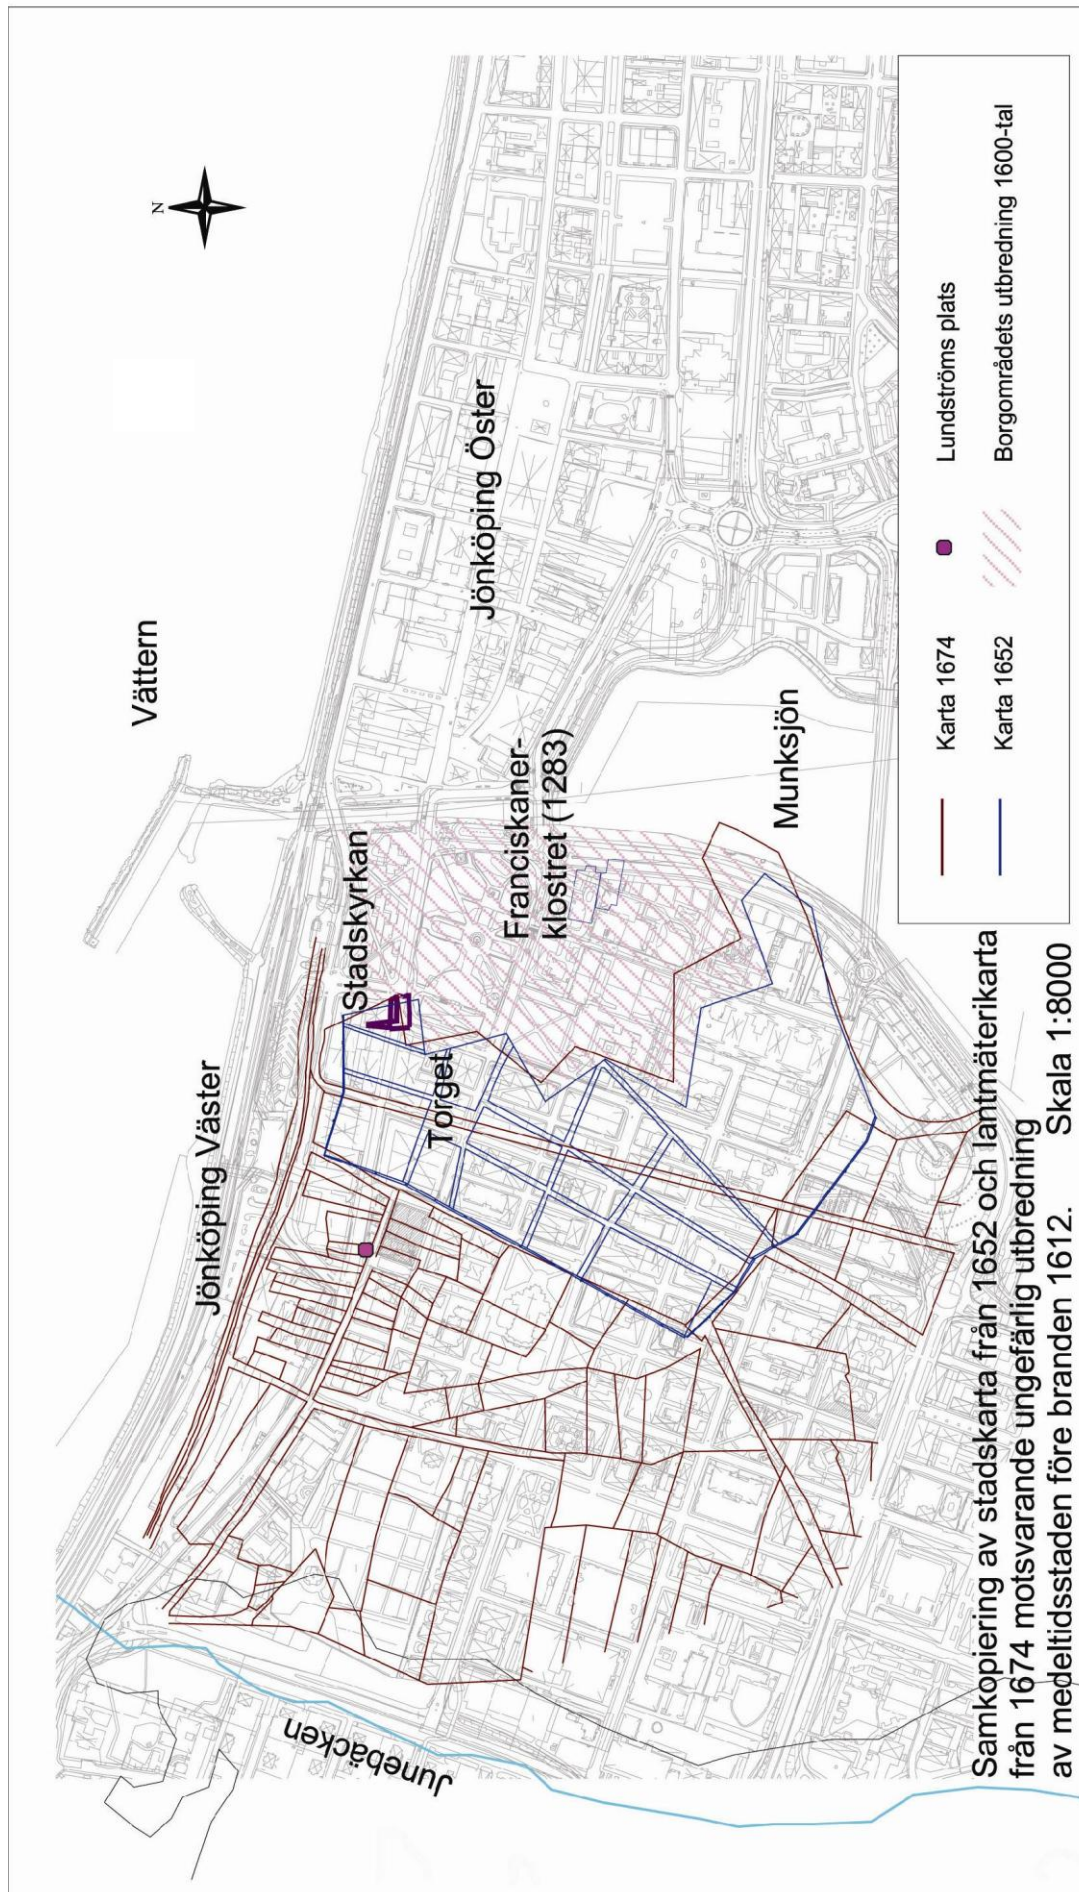 N
Vättern
Jönköping Öster
Jönköping Väster
Stadskyrkan
Torget
Franciskaner-
klostret (1283)
Munksjön
Junebäcken
Karta 1674
Lundströms plats
Karta 1652
Borgområdets utbredning 1600-tal
Samkopiering av stadskarta från 1652 och lantmäterikarta
från 1674 motsvarande ungefärlig utbredning
av medeltidsstaden före branden 1612. Skala 1:8000